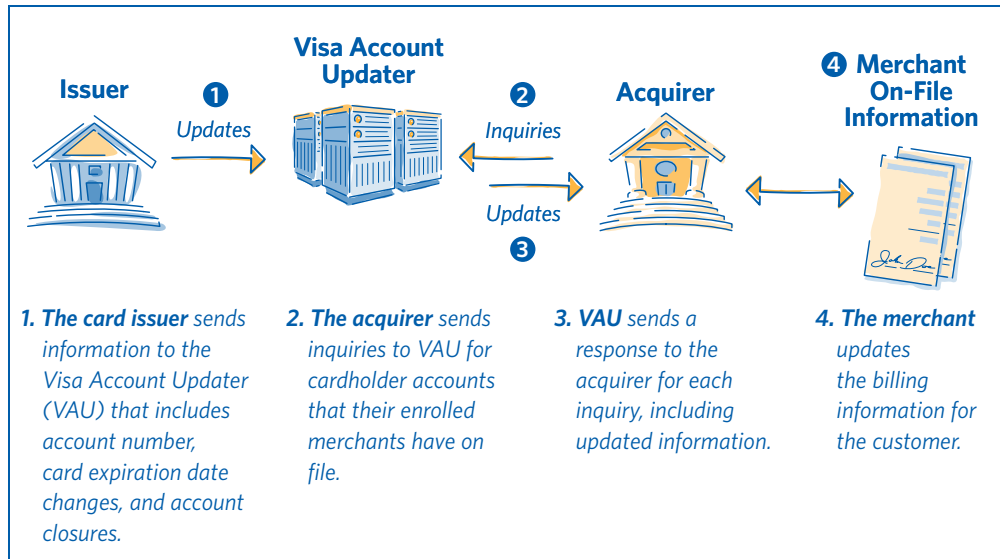 Issuer
1
Updates
Visa Account
Updater
2
Inquiries
Updates
3
Acquirer
4 Merchant
On-File
Information
John Doe
1. The card issuer sends
information to the
Visa Account Updater
(VAU) that includes
account number,
card expiration date
changes, and account
closures.
2. The acquirer sends
inquiries to VAU for
cardholder accounts
that their enrolled
merchants have on
file.
3. VAU sends a
response to the
acquirer for each
inquiry, including
updated information.
4. The merchant
updates
the billing
information for
the customer.